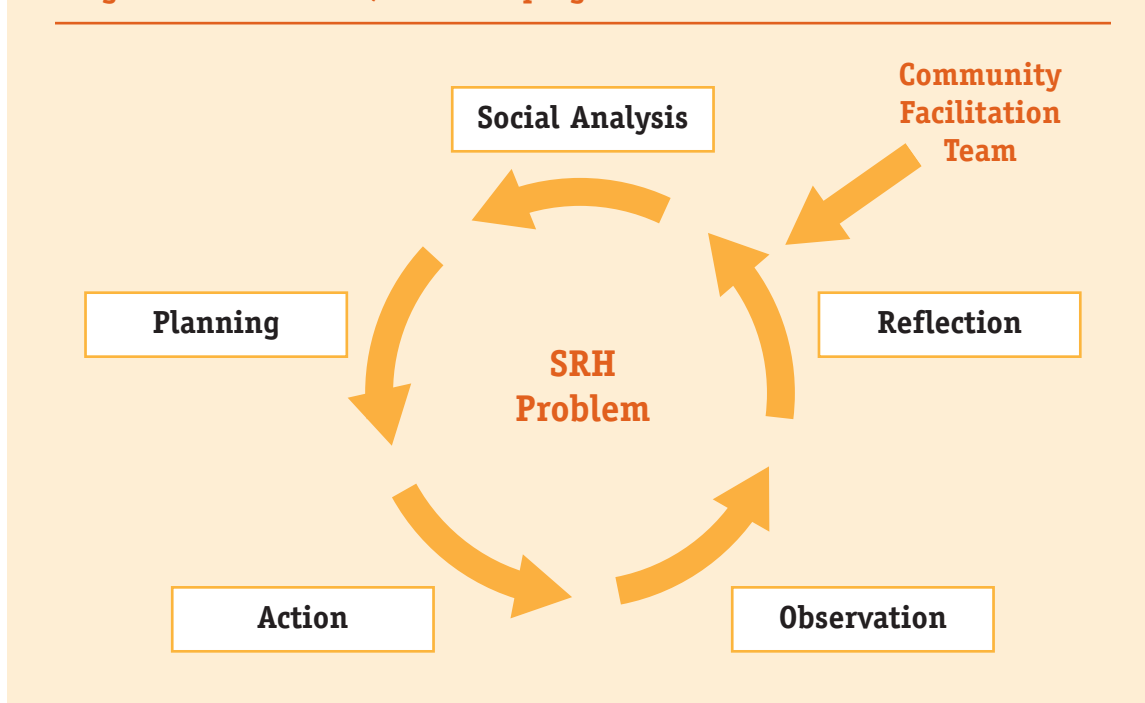 Community
Facilitation
Team
Social Analysis
Planning
Reflection
SRH
Problem
Action
Observation